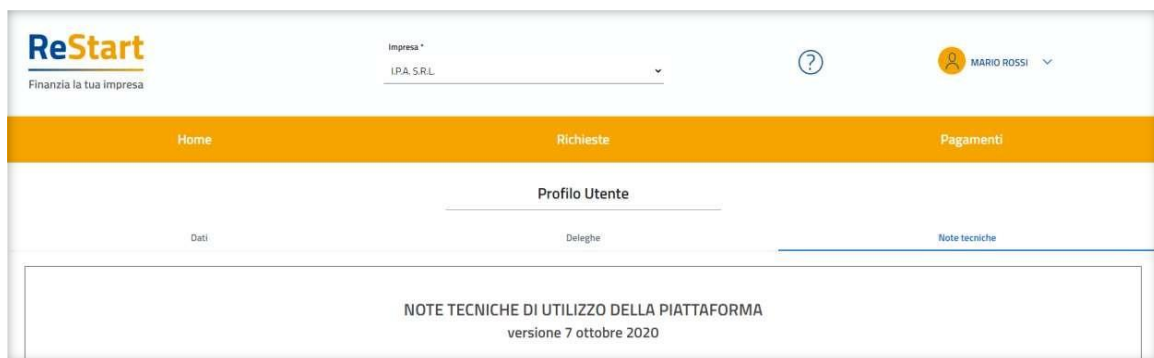 ReStart
Finanzia la tua impresa
Impresa *
I.P.A. S.R.L.
?
MARIO ROSSI
Home Richieste Pagamenti
Profilo Utente
Dati Deleghe Note tecniche
NOTE TECNICHE DI UTILIZZO DELLA PIATTAFORMA
versione 7 ottobre 2020